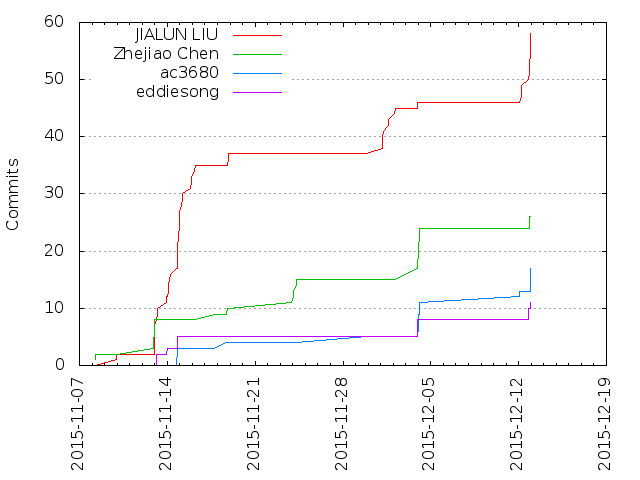 JIALUN LIU
Zhejiao Chen
ac3680
eddiesong
Commits
60
50
40
30
20
10
0
2015-11-07
2015-11-14
2015-11-21
2015-11-28
2015-12-05
2015-12-12
2015-12-19